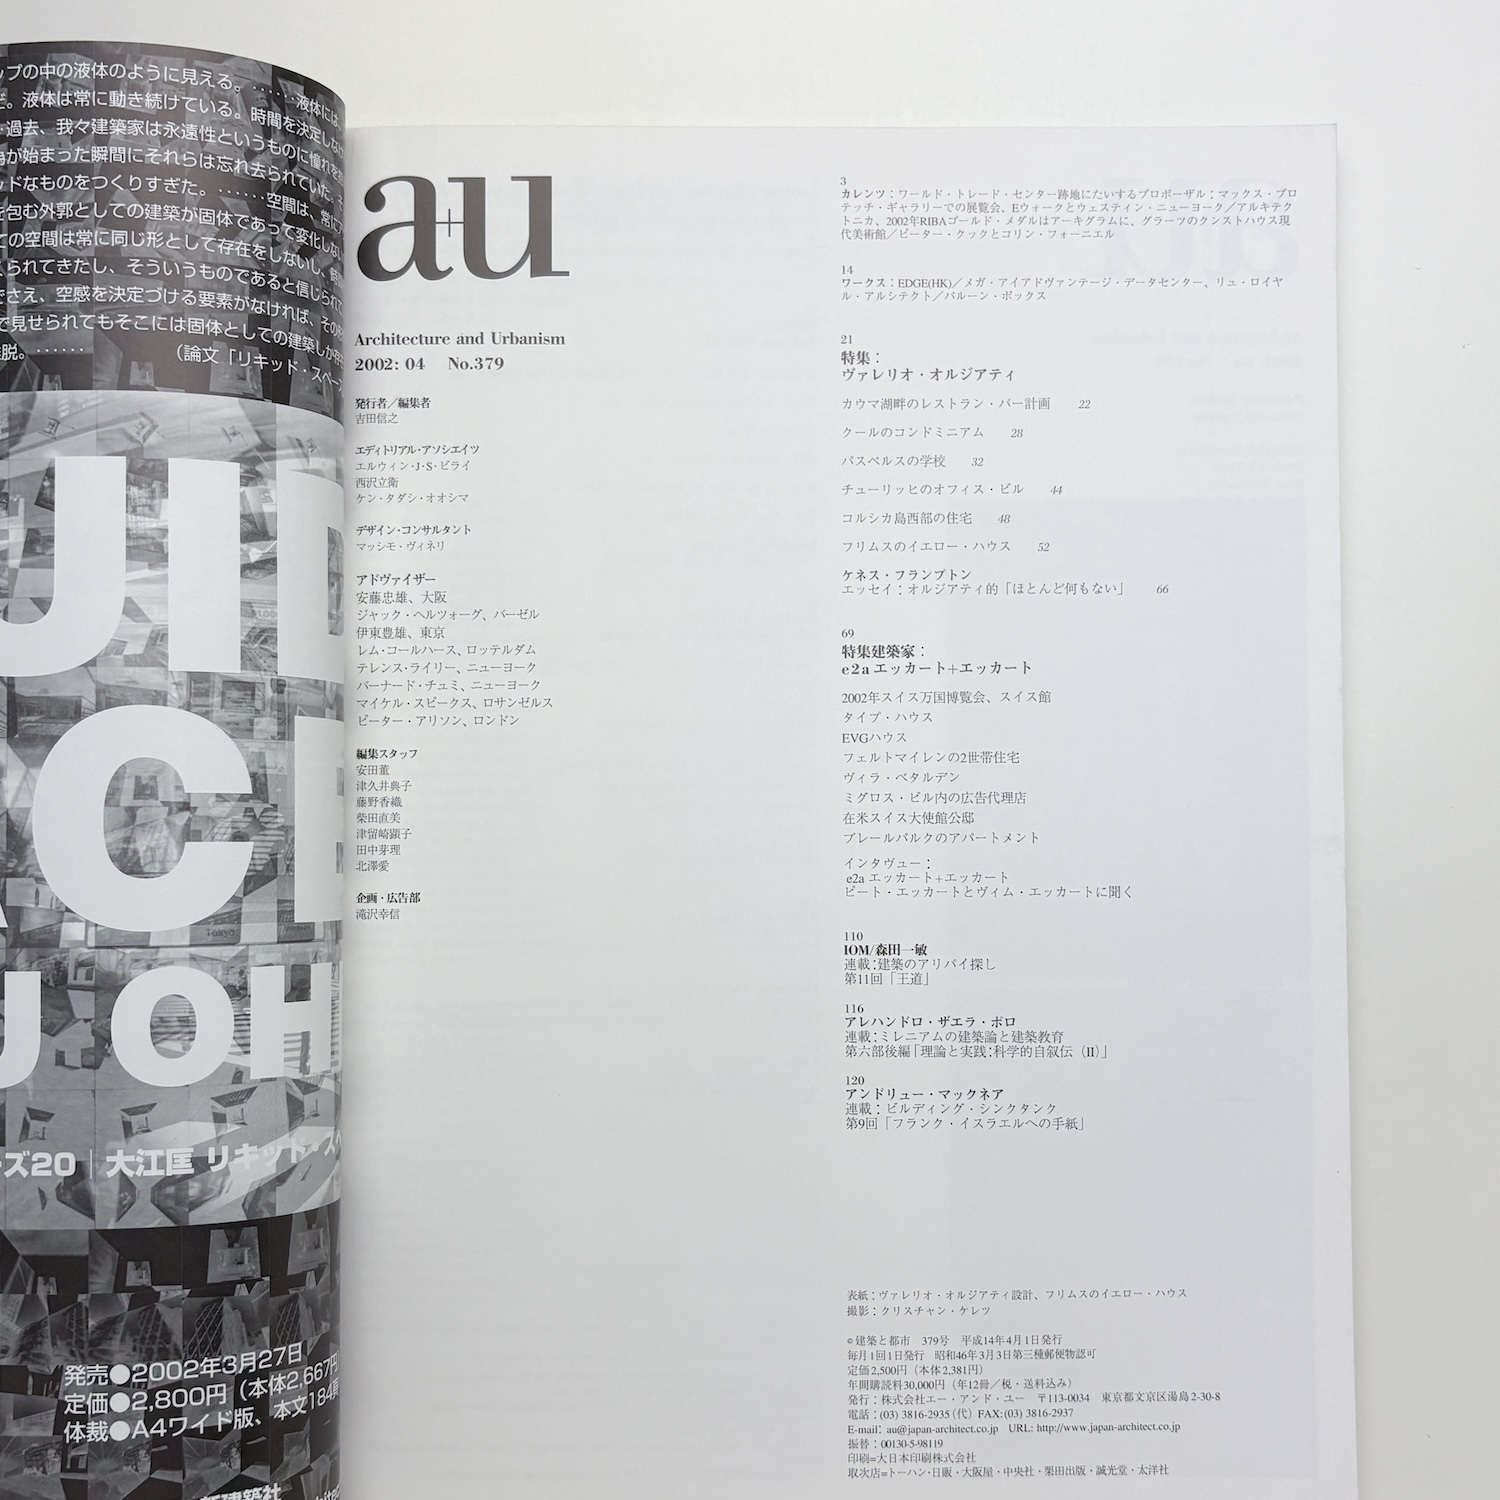 ップの中の液体のように見える。……液体には、
だ。液体は常に動き続けている。時間を決定しなけ
過去、我々建築家は永遠性というものに憧れを
が始まった瞬間にそれらは忘れ去られていた。そ
ッドなものをつくりすぎた。……空間は、常に
を包む外郭としての建築が固体であって変化しない
ての空間は常に同じ形として存在をしないし、
られてきたし、そういうものであると信じられて
でさえ、空感を決定づける要素がなければ、その
で見せられてもそこには固体としての建築しか
脱。……（論文「リキッド・スペー
UID
ACE
U OH
ーズ20｜大江匡 リキッド・スペ
発売●2002年3月27日
定価●2,800円（本体2,667円）
体裁●A4ワイド版、本文184頁
新建築社
a+u
Architecture and Urbanism
2002: 04 No.379
発行者／編集者
吉田信之
エディトリアル・アソシエイツ
エルウィン・J・S・ビライ
西沢立衛
ケン・タダシ・オオシマ
デザイン・コンサルタント
マッシモ・ヴィネリ
アドヴァイザー
安藤忠雄、大阪
ジャック・ヘルツォーグ、バーゼル
伊東豊雄、東京
レム・コールハース、ロッテルダム
テレンス・ライリー、ニューヨーク
バーナード・チュミ、ニューヨーク
マイケル・スピークス、ロサンゼルス
ピーター・アリソン、ロンドン
編集スタッフ
安田菫
津久井典子
藤野香織
柴田直美
津留崎顕子
田中芽理
北澤愛
企画・広告部
滝沢幸信
3
カレンツ：ワールド・トレード・センター跡地にたいするプロポーザル：マックス・プロ
テッチ・ギャラリーでの展覧会、Eウォークとウェスティン・ニューヨーク／アルキテク
トニカ、2002年RIBAゴールド・メダルはアーキグラムに、グラーツのクンストハウス現
代美術館／ピーター・クックとコリン・フォーニエル
14
ワークス：EDGE(HK)／メガ・アイアドヴァンテージ・データセンター、リュ・ロイヤ
ル・アルシテクト／バルーン・ボックス
21
特集：
ヴァレリオ・オルジアティ
カウマ湖畔のレストラン・バー計画 22
クールのコンドミニアム 28
パスペルスの学校 32
チューリッヒのオフィス・ビル 44
コルシカ島西部の住宅 48
フリムスのイエロー・ハウス 52
ケネス・フランプトン
エッセイ：オルジアティ的「ほとんど何もない」 66
69
特集建築家：
e2a エッカート+エッカート
2002年スイス万国博覧会、スイス館
タイプ・ハウス
EVGハウス
フェルトマイレンの2世帯住宅
ヴィラ・ベタルデン
ミグロス・ビル内の広告代理店
在米スイス大使館公邸
ブレールパルクのアパートメント
インタヴュー：
e2a エッカート+エッカート
ピート・エッカートとヴィム・エッカートに聞く
110
IOM/森田一敏
連載：建築のアリバイ探し
第11回「王道」
116
アレハンドロ・ザエラ・ポロ
連載：ミレニアムの建築論と建築教育
第六部後編「理論と実践：科学的自叙伝（II）」
120
アンドリュー・マックネア
連載：ビルディング・シンクタンク
第9回「フランク・イスラエルへの手紙」
表紙：ヴァレリオ・オルジアティ設計、フリムスのイエロー・ハウス
撮影：クリスチャン・ケレツ
©建築と都市 379号 平成14年4月1日発行
毎月1回1日発行 昭和46年3月3日第三種郵便物認可
定価2,500円（本体2,381円）
年間購読料30,000円（年12冊／税・送料込み）
発行：株式会社エー・アンド・ユー 〒113-0034 東京都文京区湯島2-30-8
電話：(03) 3816-2935（代）FAX:(03) 3816-2937
E-mail: au@japan-architect.co.jp URL: http://www.japan-architect.co.jp
振替：00130-5-98119
印刷=大日本印刷株式会社
取次店=トーハン・日販・大阪屋・中央社・栗田出版・誠光堂・太洋社